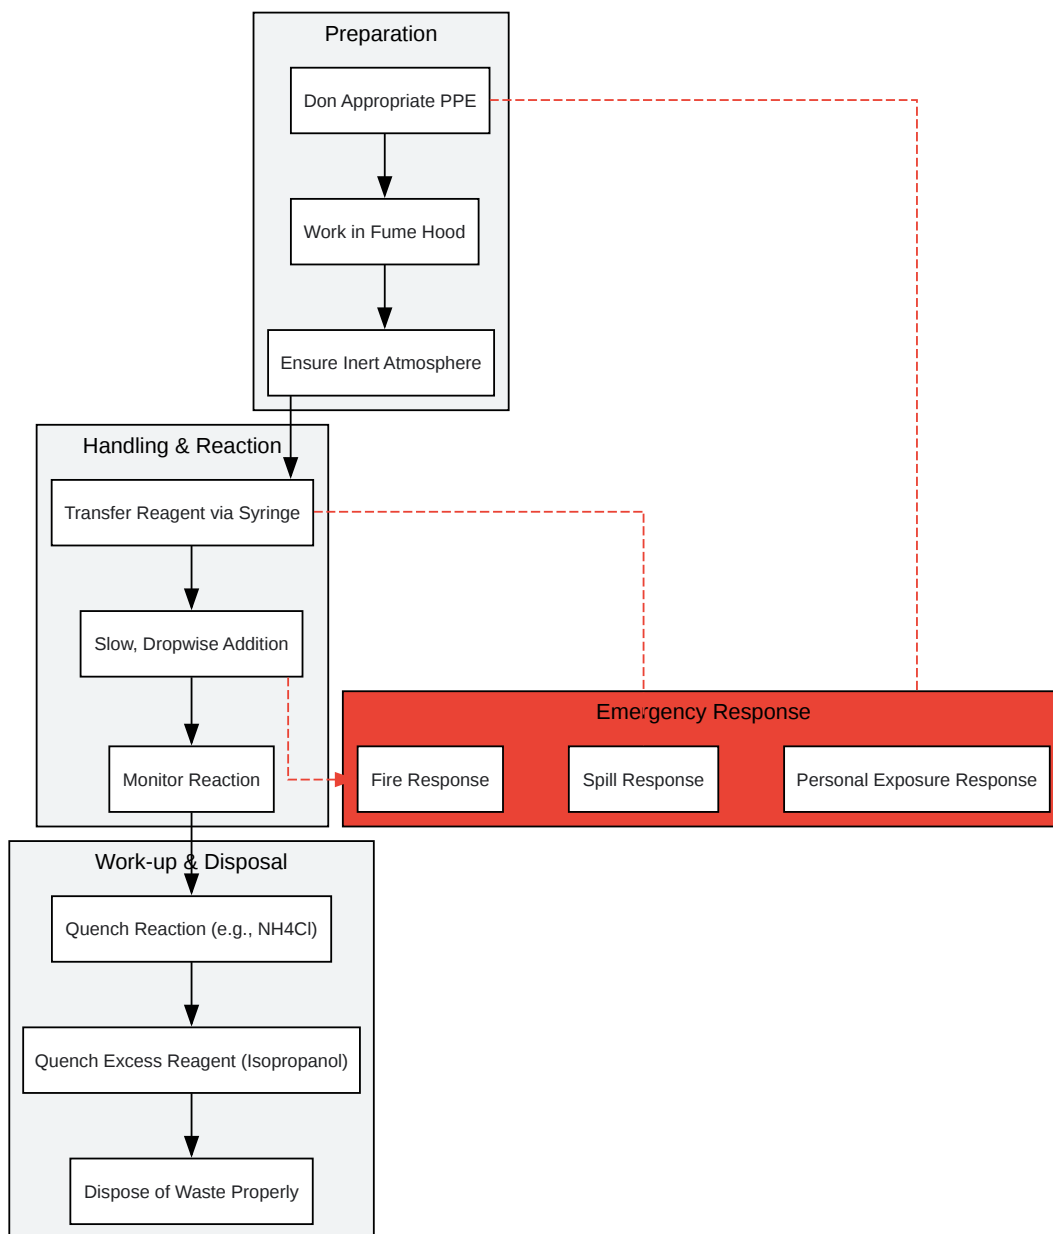 Preparation
Don Appropriate PPE
Work in Fume Hood
Ensure Inert Atmosphere
Handling & Reaction
Transfer Reagent via Syringe
Slow, Dropwise Addition
Monitor Reaction
Emergency Response
Fire Response
Spill Response
Personal Exposure Response
Work-up & Disposal
Quench Reaction (e.g., NH4Cl)
Quench Excess Reagent (Isopropanol)
Dispose of Waste Properly